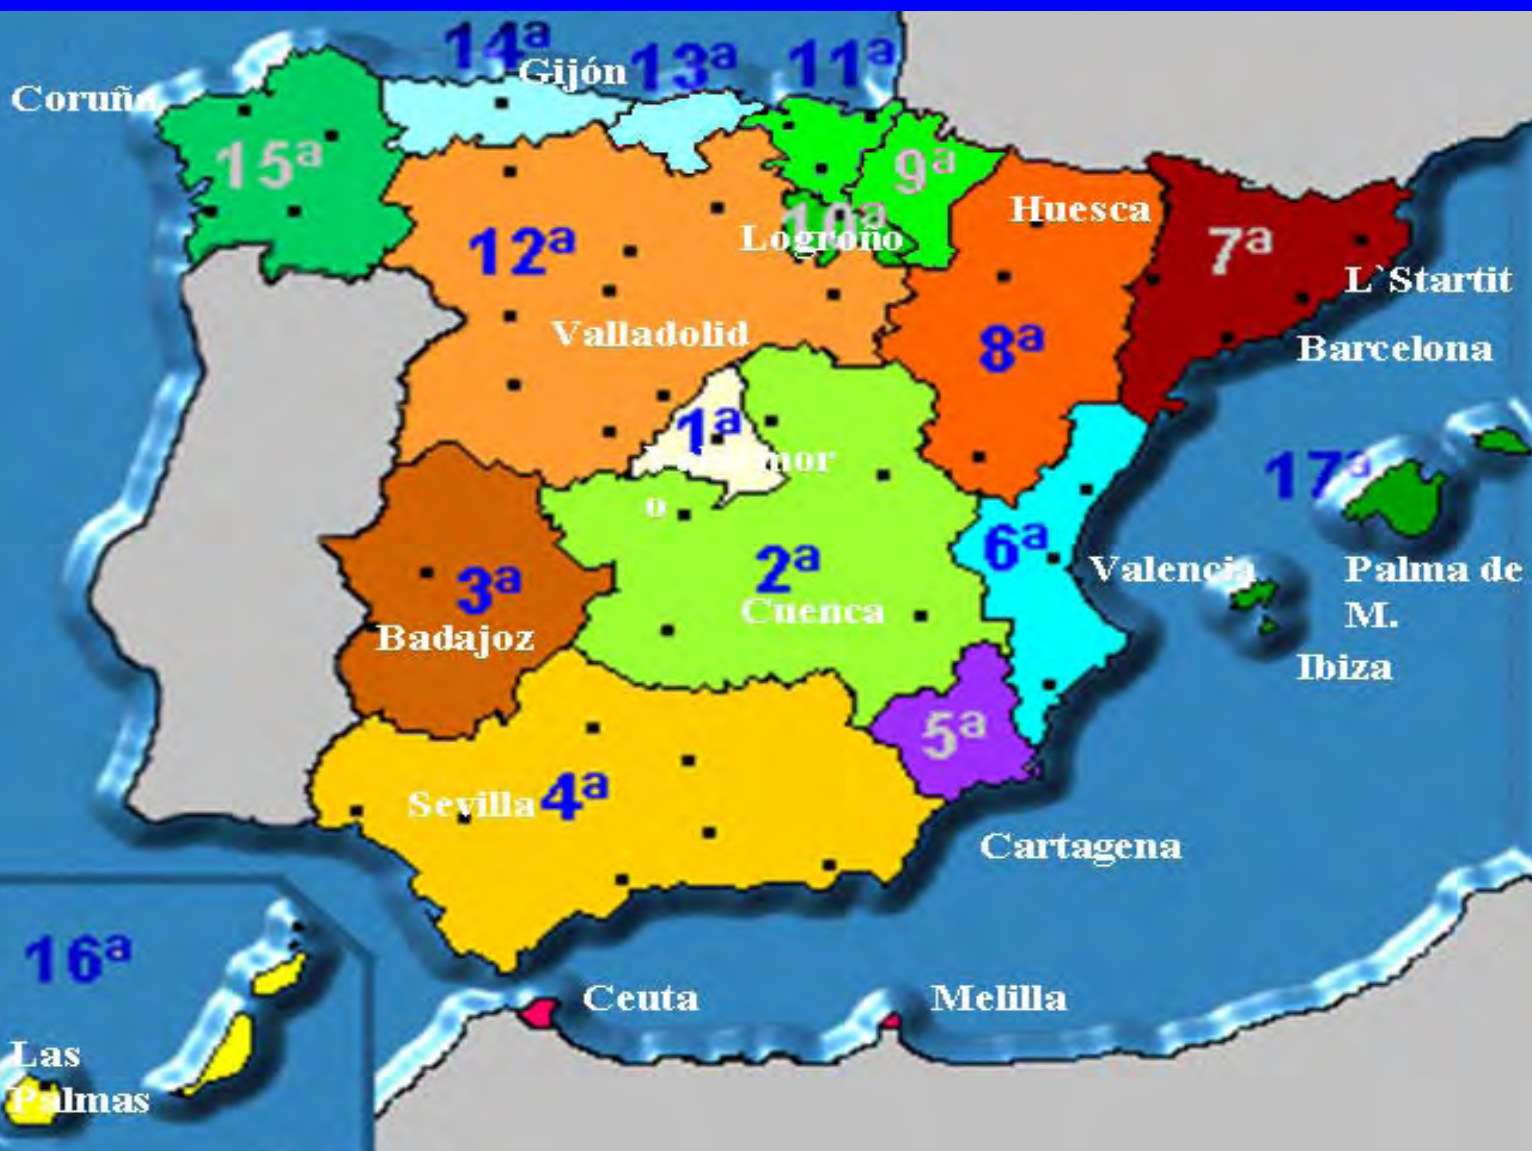 14ª
Gijón
13ª
11ª
Coruña
15ª
9ª
Huesca
10ª
Logroño
12ª
7ª
L`Startit
Valladolid
8ª
Barcelona
1ª
17ª
o
6ª
2ª
Valencia
Palma de
M.
3ª
Cuenca
Badajoz
Ibiza
5ª
Sevilla
4ª
Cartagena
16ª
Ceuta
Melilla
Las
Palmas